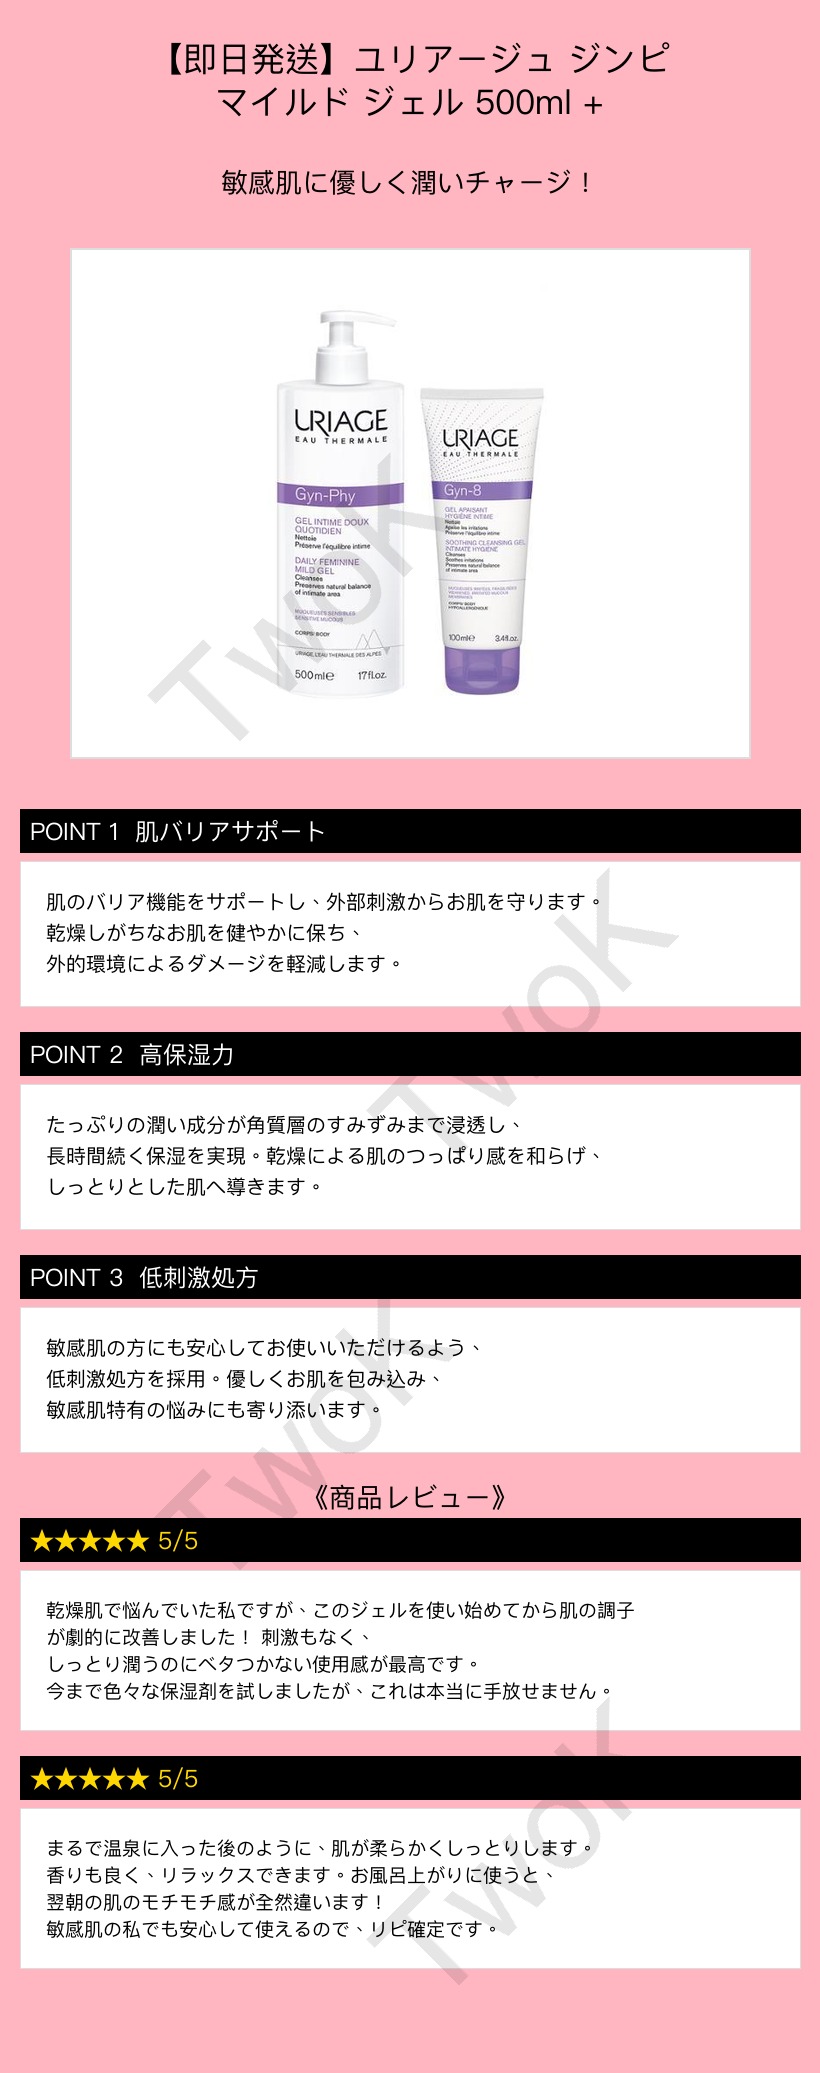 【即日発送】ユリアージュ ジンピ
マイルド ジェル 500ml +
敏感肌に優しく潤いチャージ！
URIAGE
EAU THERMALE
Gyn-Phy
GEL INTIME DOUX
QUOTIDIEN
Nettoie
Préserve l'équilibre intime
DAILY FEMININE
MILD GEL
Cleanses
Preserves natural balance
of intimate area
MUQUEUSES SENSIBLES
SENSITIVE MUCOUS
CORPS/ BODY
URIAGE, L'EAU THERMALE DES ALPES
500mle 17fl.oz.
URIAGE
EAU THERMALE
Gyn-8
GEL APAISANT
HYGIÈNE INTIME
Nettoie
Apaise les irritations
Préserve l'équilibre intime
SOOTHING CLEANSING GEL
INTIMATE HYGIENE
Cleanses
Soothes irritations
Preserves natural balance
of intimate area
CORPS/ BODY
HYPOALLERGÉNIQUE
100mle 3.4fl.oz.
TwoK
POINT 1 肌バリアサポート
肌のバリア機能をサポートし、外部刺激からお肌を守ります。
乾燥しがちなお肌を健やかに保ち、
外的環境によるダメージを軽減します。
TwoK
POINT 2 高保湿力
たっぷりの潤い成分が角質層のすみずみまで浸透し、
長時間続く保湿を実現。乾燥による肌のつっぱり感を和らげ、
しっとりとした肌へ導きます。
POINT 3 低刺激処方
敏感肌の方にも安心してお使いいただけるよう、
低刺激処方を採用。優しくお肌を包み込み、
敏感肌特有の悩みにも寄り添います。
TwoK
《商品レビュー》
★★★★★ 5/5
乾燥肌で悩んでいた私ですが、このジェルを使い始めてから肌の調子
が劇的に改善しました！ 刺激もなく、
しっとり潤うのにベタつかない使用感が最高です。
今まで色々な保湿剤を試しましたが、これは本当に手放せません。
★★★★★ 5/5
まるで温泉に入った後のように、肌が柔らかくしっとりします。
香りも良く、リラックスできます。お風呂上がりに使うと、
翌朝の肌のモチモチ感が全然違います！
敏感肌の私でも安心して使えるので、リピ確定です。
TwoK